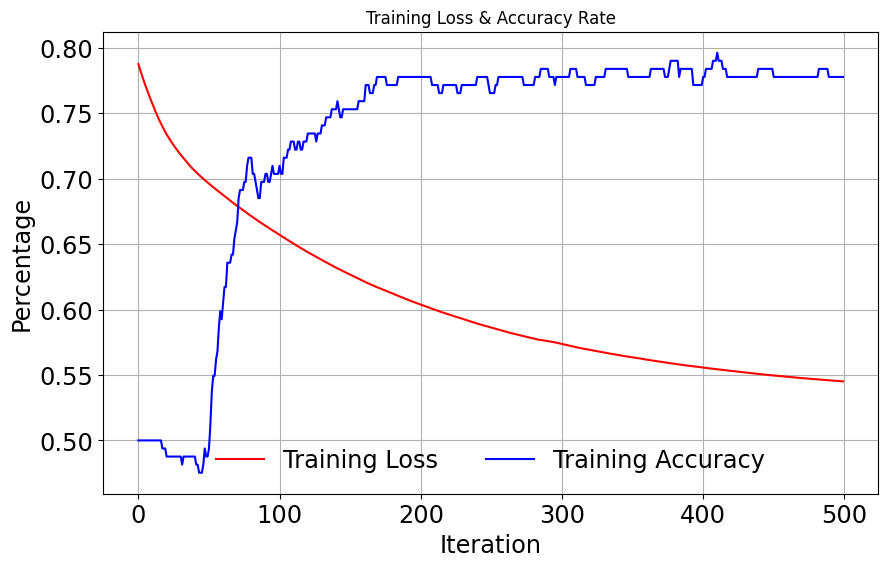 Training Loss & Accuracy Rate
0.80
0.75
0.70
0.65
0.60
0.55
0.50
Percentage
Training Loss Training Accuracy
0 100 200 300 400 500
Iteration